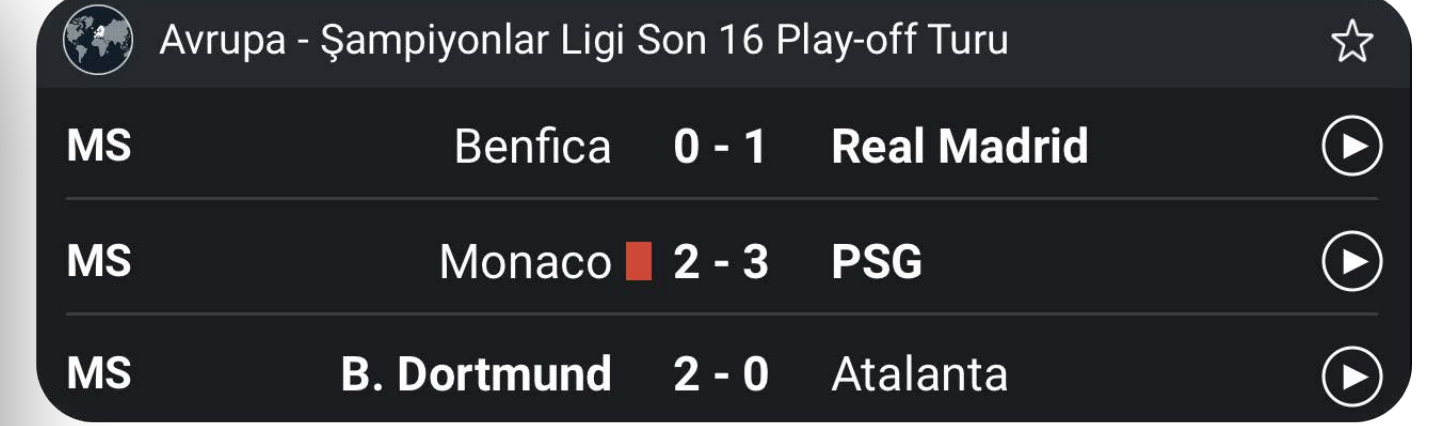 Avrupa - Şampiyonlar Ligi Son 16 Play-off Turu
MS Benfica 0 - 1 Real Madrid
MS Monaco 2 - 3 PSG
MS B. Dortmund 2 - 0 Atalanta